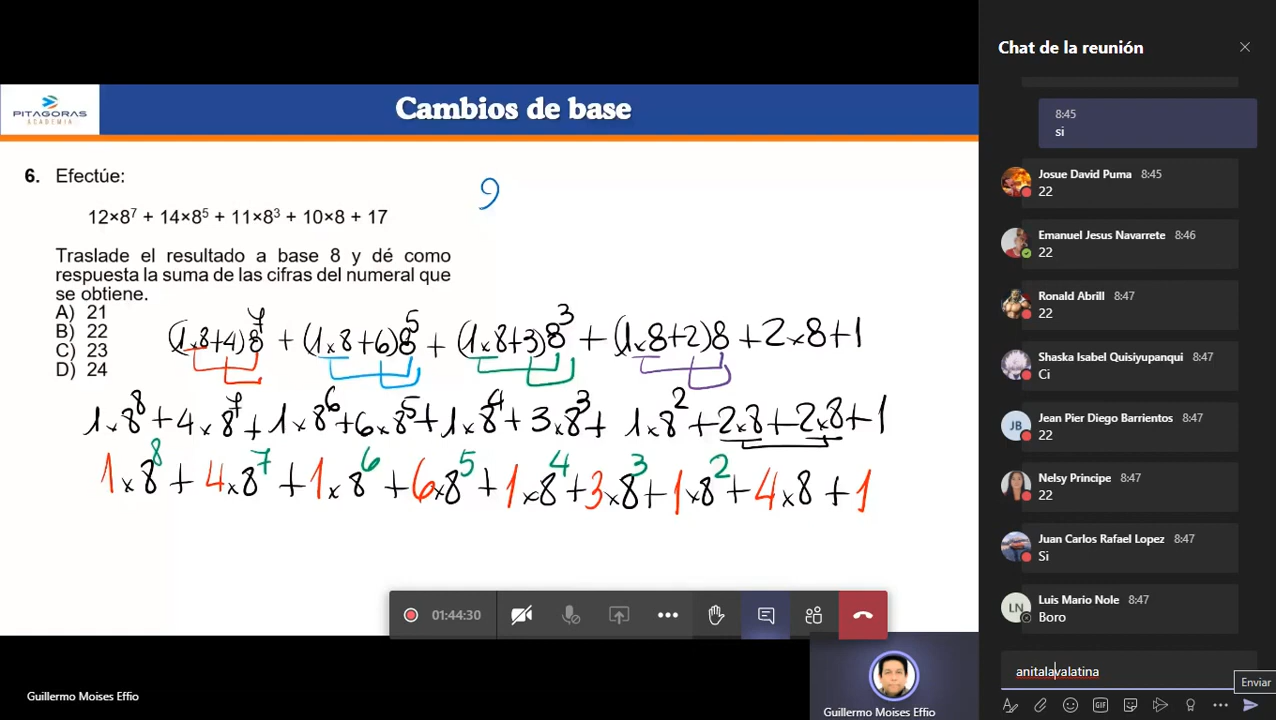 Chat de la reunión
8:45
si
PITAGORAS
ACADEMIA
Cambios de base
6. Efectúe:
12×8⁷ + 14×8⁵ + 11×8³ + 10×8 + 17
Traslade el resultado a base 8 y dé como
respuesta la suma de las cifras del numeral que
se obtiene.
A) 21
B) 22
C) 23
D) 24
9
(1×8+4)8⁷ + (1×8+6)8⁵ + (1×8+3)8³ + (1×8+2)8 + 2×8+1
1×8⁸ + 4×8⁷ + 1×8⁶ + 6×8⁵ + 1×8⁴ + 3×8³ + 1×8² + 2×8 + 2×8 + 1
1×8⁸ + 4×8⁷ + 1×8⁶ + 6×8⁵ + 1×8⁴ + 3×8³ + 1×8² + 4×8 + 1
Josue David Puma 8:45
22
Emanuel Jesus Navarrete 8:46
22
Ronald Abrill 8:47
22
Shaska Isabel Quisiyupanqui 8:47
Ci
JB
Jean Pier Diego Barrientos 8:47
22
Nelsy Principe 8:47
22
Juan Carlos Rafael Lopez 8:47
Si
LN
Luis Mario Nole 8:47
Boro
anitalavalatina
Enviar
GIF
01:44:30
Guillermo Moises Effio
Guillermo Moises Effio